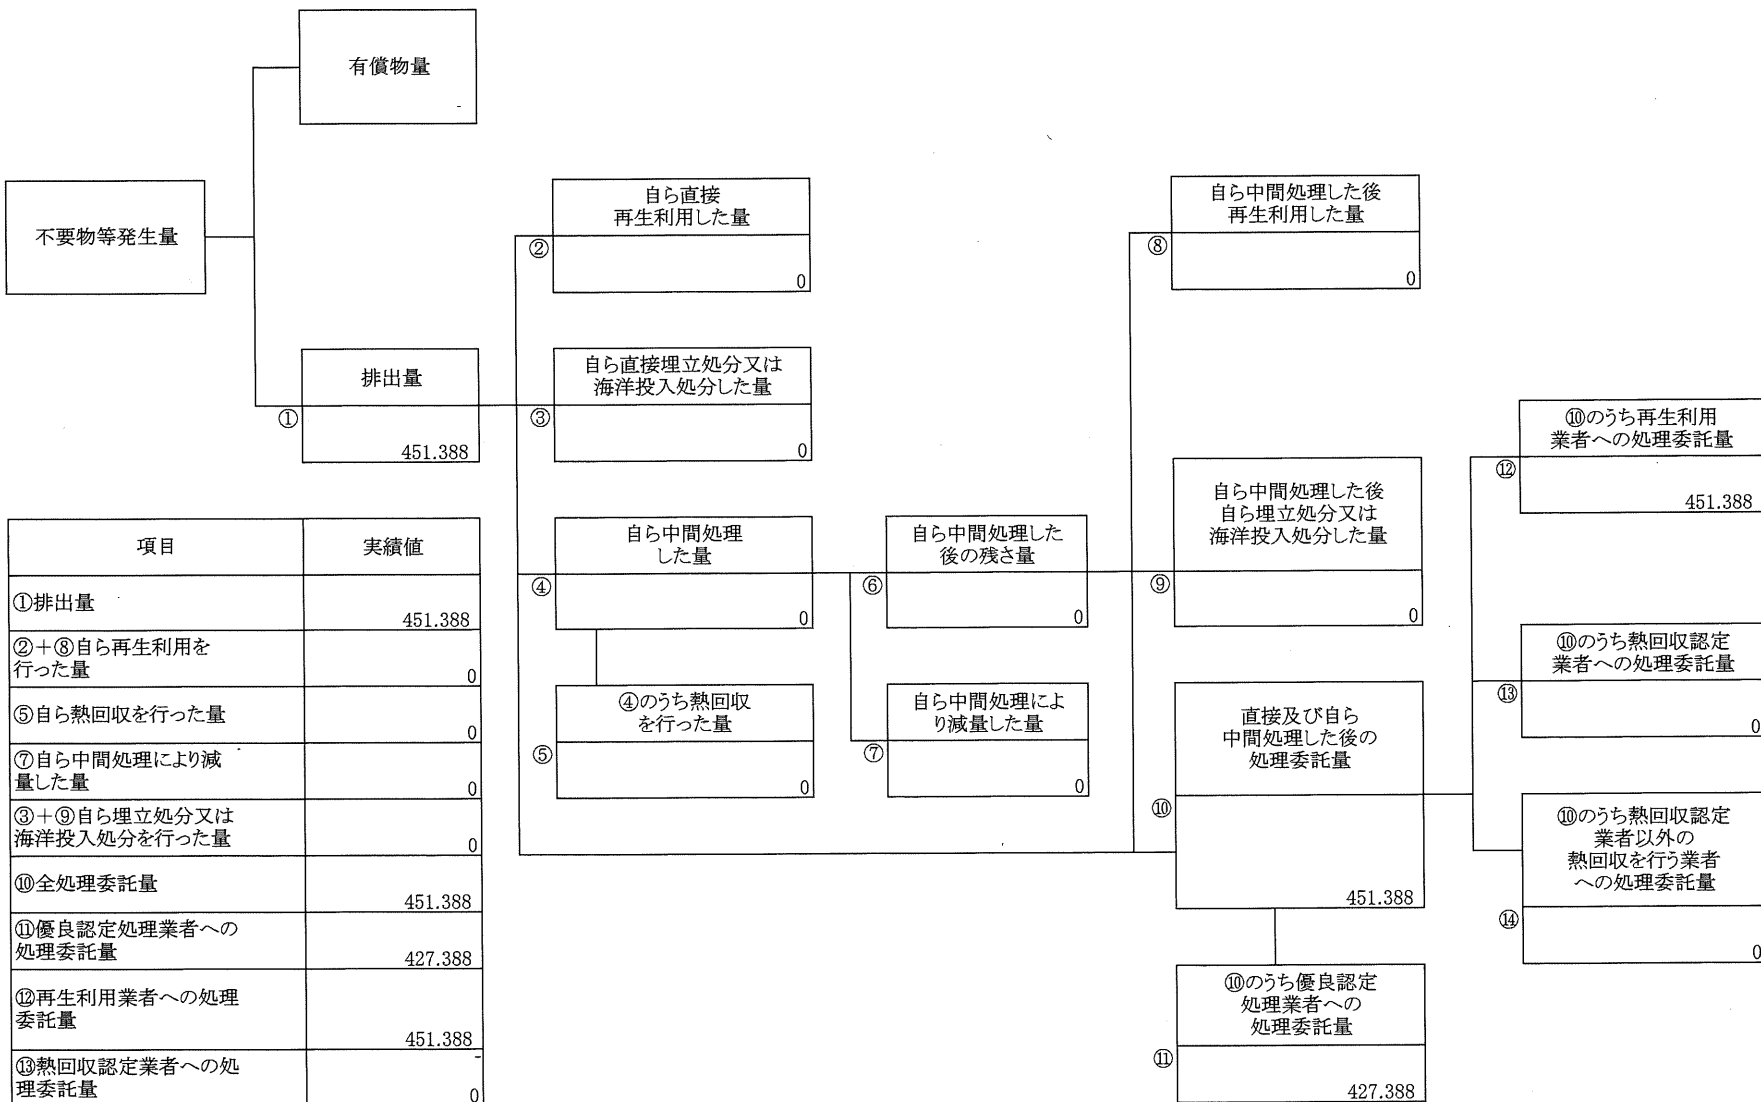 有償物量
-
不要物等発生量
排出量
①
451.388
自ら直接
再生利用した量
②
0
自ら直接埋立処分又は
海洋投入処分した量
③
0
自ら中間処理
した量
④
0
④のうち熱回収
を行った量
⑤
0
自ら中間処理した
後の残さ量
⑥
0
自ら中間処理によ
り減量した量
⑦
0
自ら中間処理した後
再生利用した量
⑧
0
自ら中間処理した後
自ら埋立処分又は
海洋投入処分した量
⑨
0
直接及び自ら
中間処理した後の
処理委託量
⑩
451.388
⑩のうち優良認定
処理業者への
処理委託量
⑪
427.388
⑩のうち再生利用
業者への処理委託量
⑫
451.388
⑩のうち熱回収認定
業者への処理委託量
⑬
0
⑩のうち熱回収認定
業者以外の
熱回収を行う業者
への処理委託量
⑭
0
項目 実績値
①排出量
451.388
②+⑧自ら再生利用を
行った量
0
⑤自ら熱回収を行った量
0
⑦自ら中間処理により減
量した量
0
③+⑨自ら埋立処分又は
海洋投入処分を行った量
0
⑩全処理委託量
451.388
⑪優良認定処理業者への
処理委託量
427.388
⑫再生利用業者への処理
委託量
451.388
⑬熱回収認定業者への処
理委託量
0